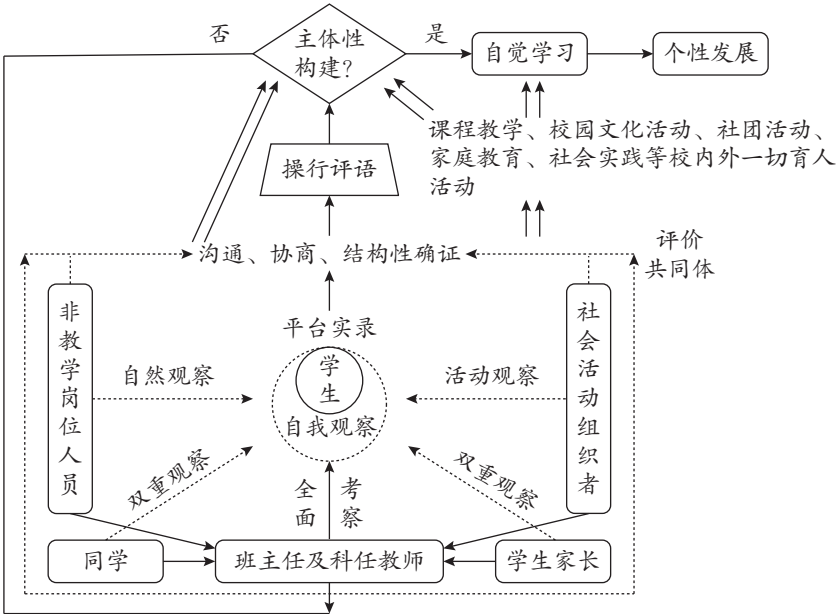 否
主体性
构建？
是
自觉学习
个性发展
课程教学、校园文化活动、社团活动、
家庭教育、社会实践等校内外一切育人
活动
操行评语
沟通、协商、结构性确证
评价
共同体
非教学岗位人员
社会活动组织者
平台实录
学生
自我观察
自然观察
活动观察
双重观察
双重观察
全面
考察
同学
班主任及科任教师
学生家长